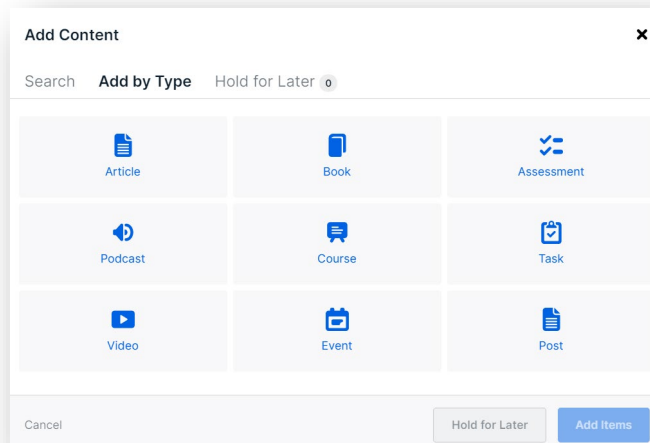 Add Content
Search Add by Type Hold for Later 0
Article Book Assessment
Podcast Course Task
Video Event Post
Cancel Hold for Later Add Items